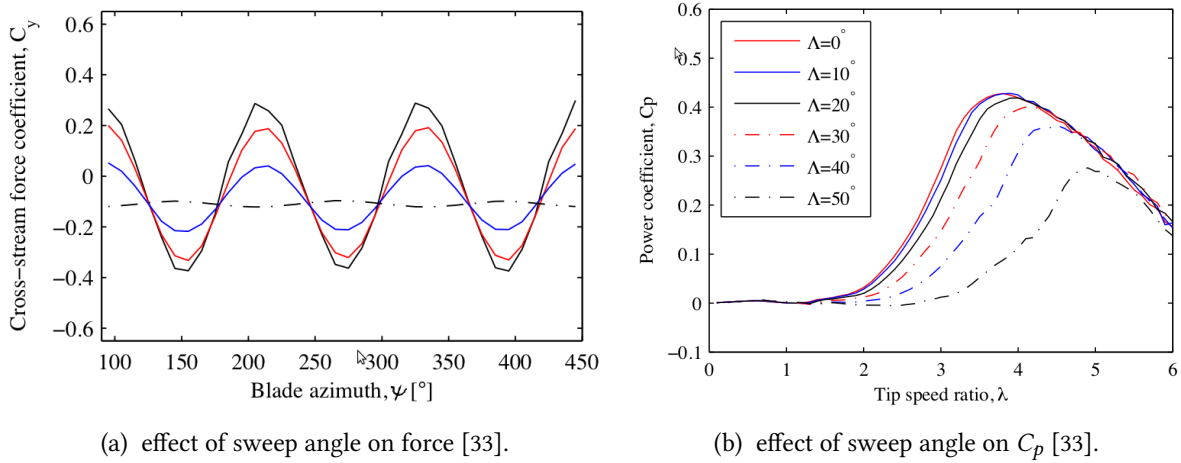 Cross−stream force coefficient, C_y
0.6
0.4
0.2
0
−0.2
−0.4
−0.6
100
150
200
250
300
350
400
450
Blade azimuth, ψ [°]
(a) effect of sweep angle on force [33].
Power coefficient, Cp
0.6
0.5
0.4
0.3
0.2
0.1
0
−0.1
Λ=0°
Λ=10°
Λ=20°
Λ=30°
Λ=40°
Λ=50°
0
1
2
3
4
5
6
Tip speed ratio, λ
(b) effect of sweep angle on C_p [33].